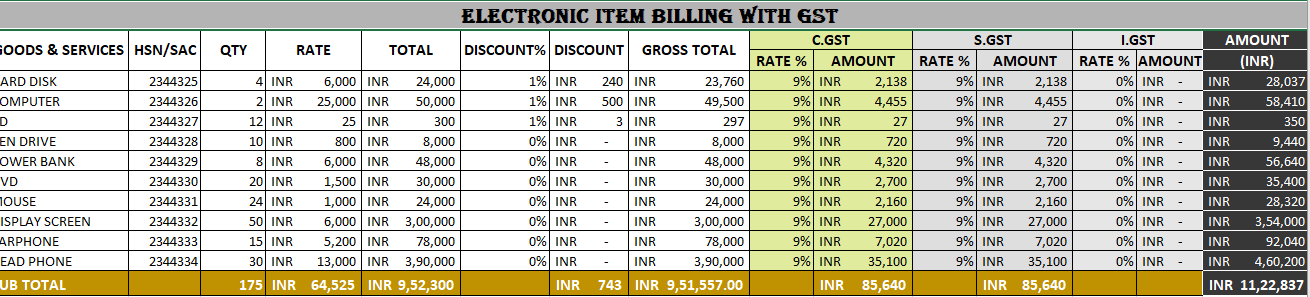 ELECTRONIC ITEM BILLING WITH GST
GOODS & SERVICES HSN/SAC QTY RATE TOTAL DISCOUNT% DISCOUNT GROSS TOTAL C.GST S.GST I.GST AMOUNT
RATE % AMOUNT RATE % AMOUNT RATE % AMOUNT (INR)
ARD DISK 2344325 4 INR 6,000 INR 24,000 1% INR 240 INR 23,760 9% INR 2,138 9% INR 2,138 0% INR - INR 28,037
OMPUTER 2344326 2 INR 25,000 INR 50,000 1% INR 500 INR 49,500 9% INR 4,455 9% INR 4,455 0% INR - INR 58,410
D 2344327 12 INR 25 INR 300 1% INR 3 INR 297 9% INR 27 9% INR 27 0% INR - INR 350
EN DRIVE 2344328 10 INR 800 INR 8,000 0% INR - INR 8,000 9% INR 720 9% INR 720 0% INR - INR 9,440
OWER BANK 2344329 8 INR 6,000 INR 48,000 0% INR - INR 48,000 9% INR 4,320 9% INR 4,320 0% INR - INR 56,640
VD 2344330 20 INR 1,500 INR 30,000 0% INR - INR 30,000 9% INR 2,700 9% INR 2,700 0% INR - INR 35,400
MOUSE 2344331 24 INR 1,000 INR 24,000 0% INR - INR 24,000 9% INR 2,160 9% INR 2,160 0% INR - INR 28,320
ISPLAY SCREEN 2344332 50 INR 6,000 INR 3,00,000 0% INR - INR 3,00,000 9% INR 27,000 9% INR 27,000 0% INR - INR 3,54,000
ARPHONE 2344333 15 INR 5,200 INR 78,000 0% INR - INR 78,000 9% INR 7,020 9% INR 7,020 0% INR - INR 92,040
EAD PHONE 2344334 30 INR 13,000 INR 3,90,000 0% INR - INR 3,90,000 9% INR 35,100 9% INR 35,100 0% INR - INR 4,60,200
UB TOTAL 175 INR 64,525 INR 9,52,300 INR 743 INR 9,51,557.00 INR 85,640 INR 85,640 INR 11,22,837